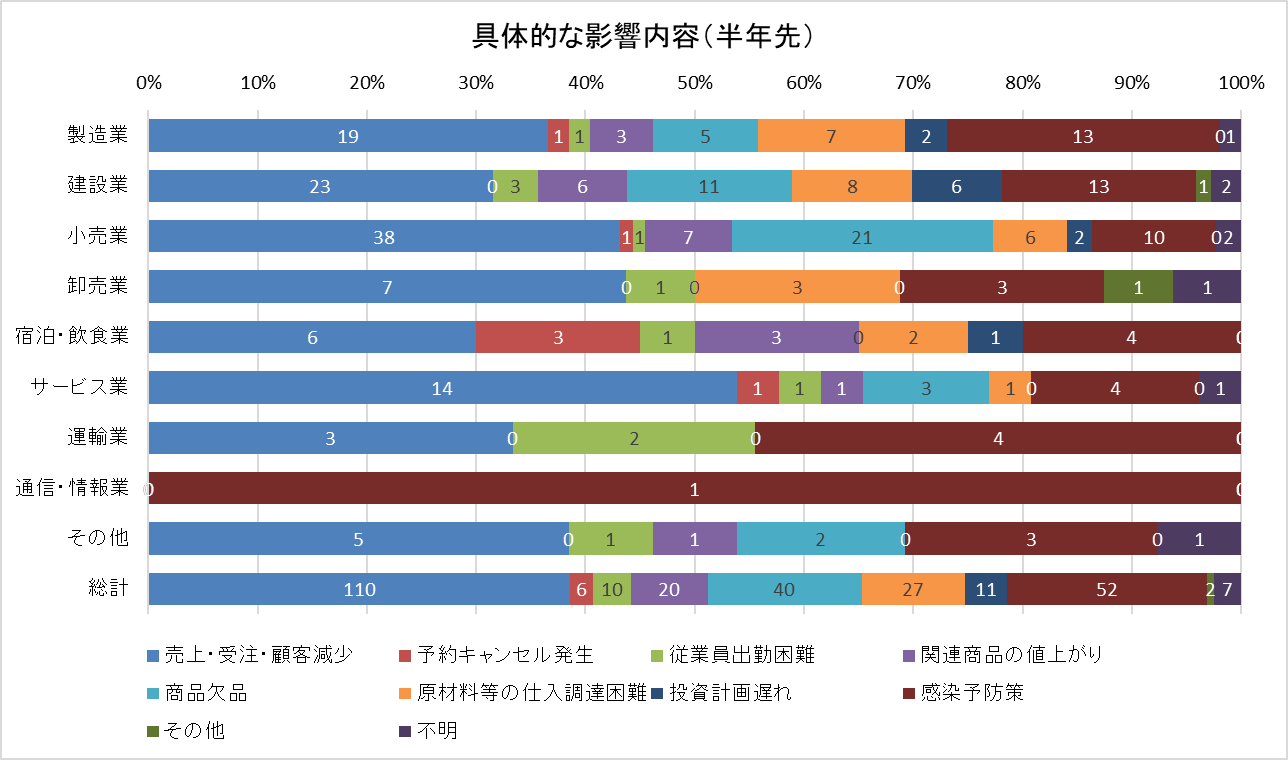 具体的な影響内容（半年先）
0% 10% 20% 30% 40% 50% 60% 70% 80% 90% 100%
製造業 19 1 1 3 5 7 2 13 0 1
建設業 23 0 3 6 11 8 6 13 1 2
小売業 38 1 1 7 21 6 2 10 0 2
卸売業 7 0 1 0 3 0 3 1 1
宿泊・飲食業 6 3 1 3 0 2 1 4 0
サービス業 14 1 1 1 3 1 0 4 0 1
運輸業 3 0 2 0 4 0
通信・情報業 0 1 0
その他 5 0 1 1 2 0 3 0 1
総計 110 6 10 20 40 27 11 52 2 7
売上・受注・顧客減少 予約キャンセル発生 従業員出勤困難 関連商品の値上がり
商品欠品 原材料等の仕入調達困難 投資計画遅れ 感染予防策
その他 不明